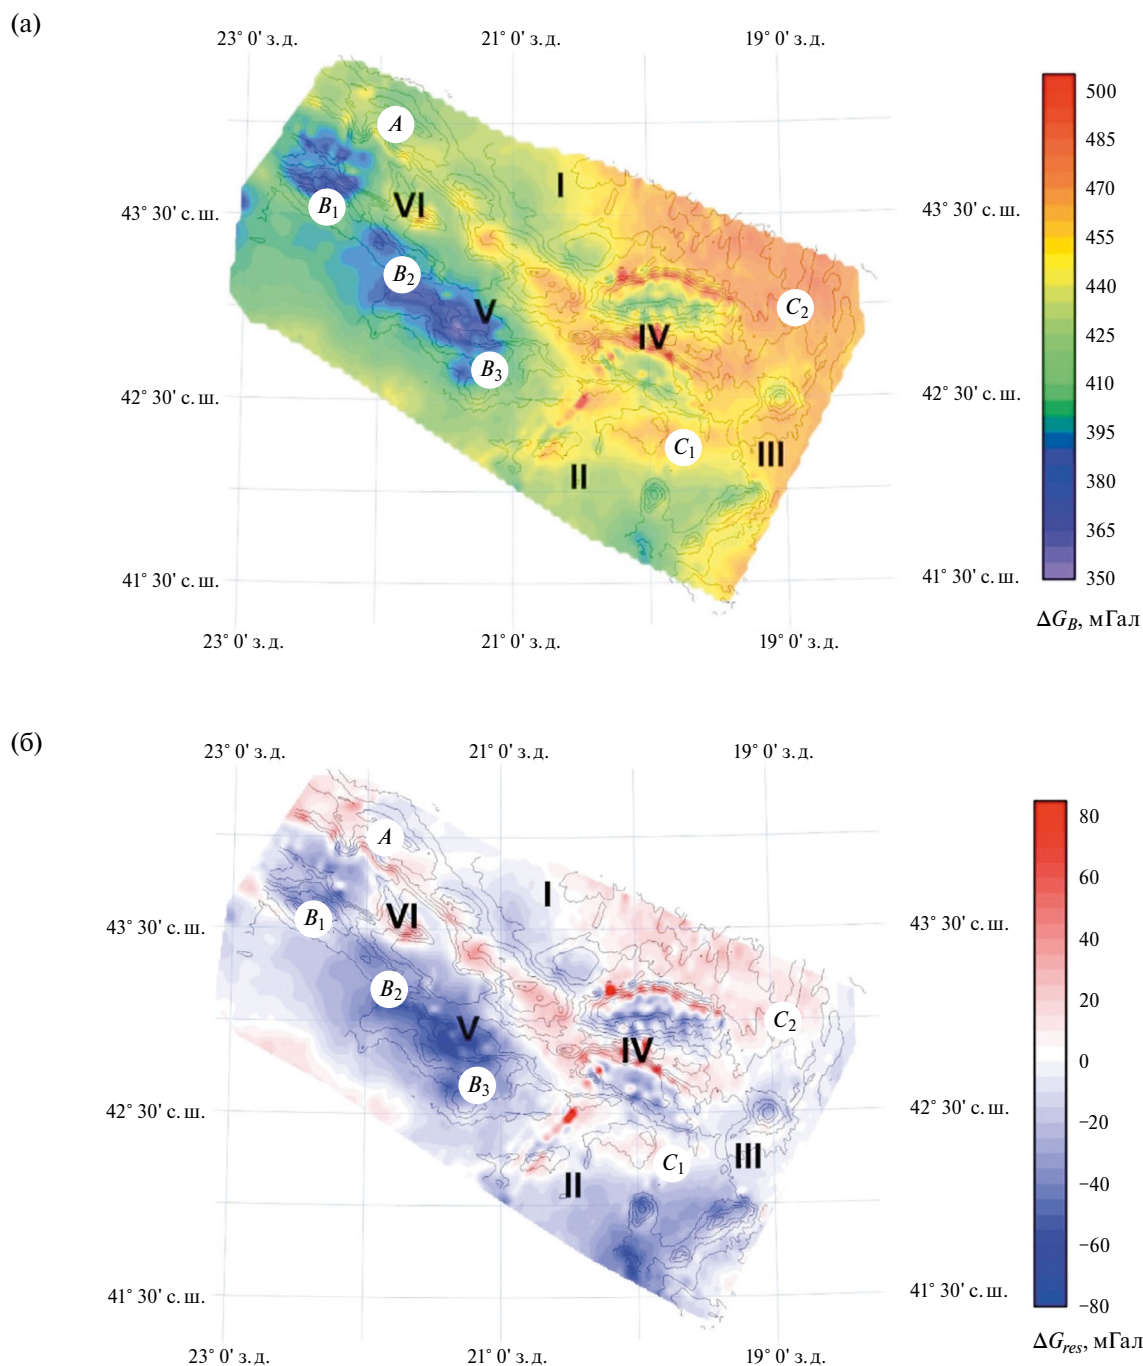 (а)
23° 0′ з.д. 21° 0′ з.д. 19° 0′ з.д.
A
I
B1
VI
43° 30′ с.ш. 43° 30′ с.ш.
B2
V
C2
IV
B3
42° 30′ с.ш. 42° 30′ с.ш.
C1
III
II
41° 30′ с.ш. 41° 30′ с.ш.
23° 0′ з.д. 21° 0′ з.д. 19° 0′ з.д.
500
485
470
455
440
425
410
395
380
365
350
ΔG_B, мГал
(б)
23° 0′ з.д. 21° 0′ з.д. 19° 0′ з.д.
A
I
B1
VI
43° 30′ с.ш. 43° 30′ с.ш.
B2
V
C2
IV
B3
42° 30′ с.ш. 42° 30′ с.ш.
C1
III
II
41° 30′ с.ш. 41° 30′ с.ш.
23° 0′ з.д. 21° 0′ з.д. 19° 0′ з.д.
80
60
40
20
0
−20
−40
−60
−80
ΔG_res, мГал